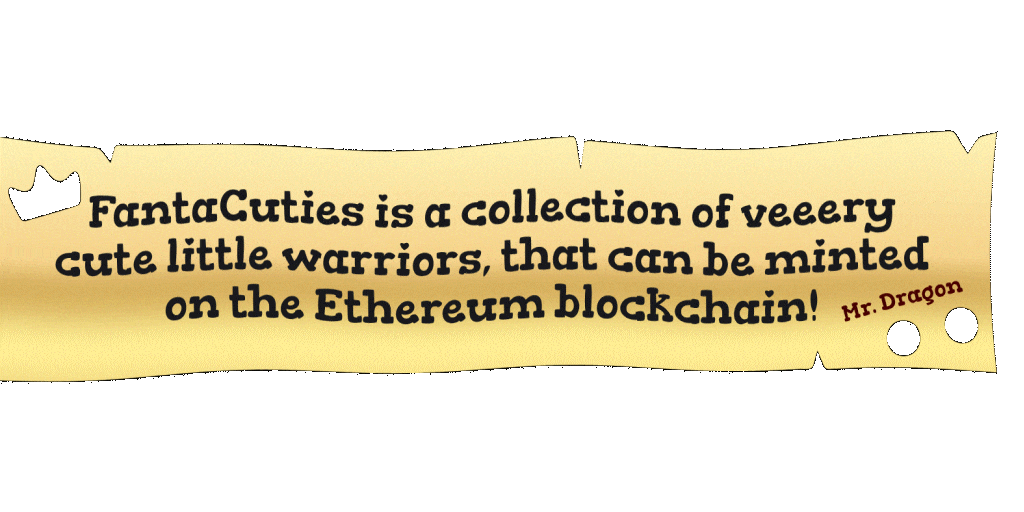 FantaCuties is a collection of veeery
cute little warriors, that can be minted
on the Ethereum blockchain!
Mr. Dragon